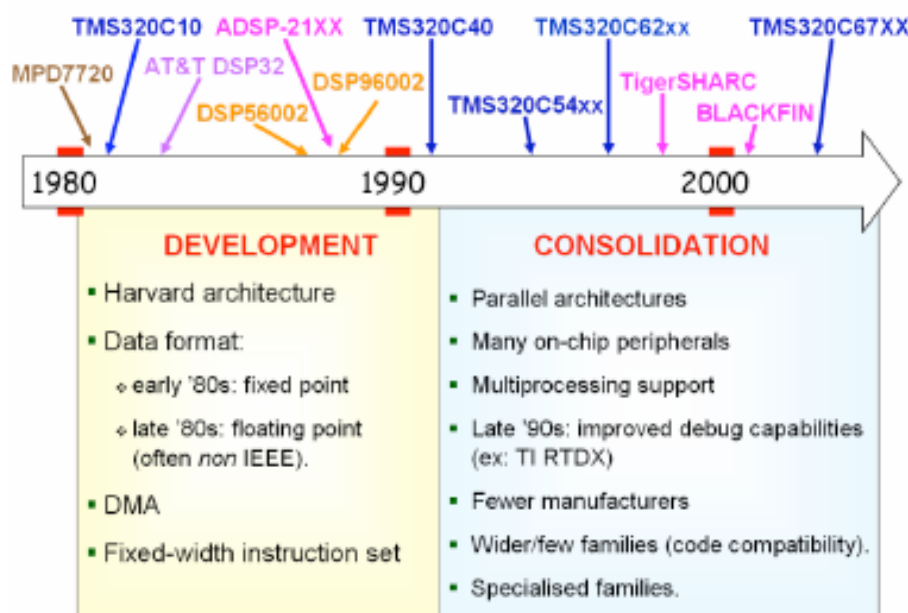 TMS320C10 ADSP-21XX TMS320C40 TMS320C62xx TMS320C67XX
MPD7720 AT&T DSP32 DSP96002 TigerSHARC
DSP56002 TMS320C54xx BLACKFIN
1980 1990 2000
DEVELOPMENT
▪ Harvard architecture
▪ Data format:
⬥ early '80s: fixed point
⬥ late '80s: floating point
(often non IEEE).
▪ DMA
▪ Fixed-width instruction set
CONSOLIDATION
▪ Parallel architectures
▪ Many on-chip peripherals
▪ Multiprocessing support
▪ Late '90s: improved debug capabilities
(ex: TI RTDX)
▪ Fewer manufacturers
▪ Wider/few families (code compatibility).
▪ Specialised families.